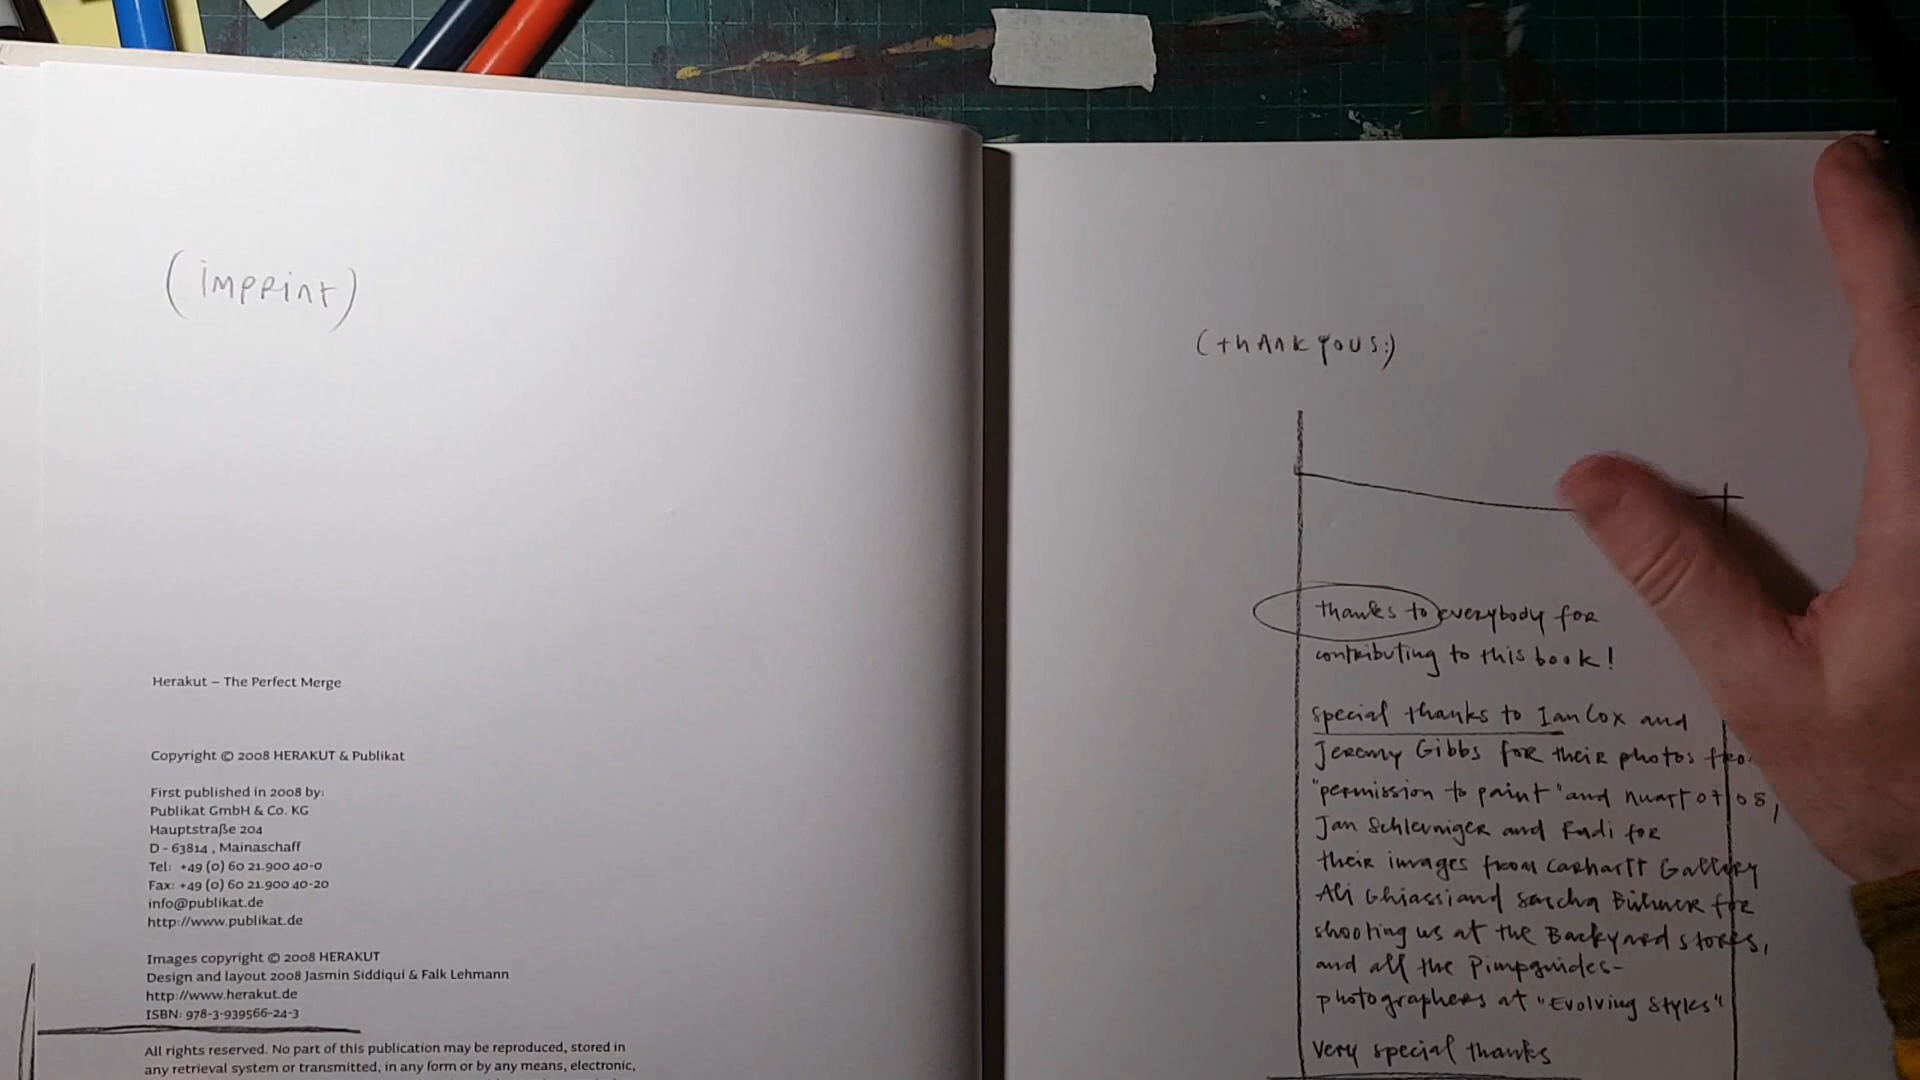 (imprint)
Herakut – The Perfect Merge
Copyright © 2008 HERAKUT & Publikat
First published in 2008 by:
Publikat GmbH & Co. KG
Hauptstraße 204
D - 63814 , Mainaschaff
Tel: +49 (0) 60 21.900 40-0
Fax: +49 (0) 60 21.900 40-20
info@publikat.de
http://www.publikat.de
Images copyright © 2008 HERAKUT
Design and layout 2008 Jasmin Siddiqui & Falk Lehmann
http://www.herakut.de
ISBN: 978-3-939566-24-3
All rights reserved. No part of this publication may be reproduced, stored in
any retrieval system or transmitted, in any form or by any means, electronic,
(thank yous:)
thanks to everybody for
contributing to this book!
special thanks to Ian Cox and
Jeremy Gibbs for their photos
"permission to paint" and nuart 07/08,
Jan and Rudi for
their images from Carhartt Gallery
Ali Ghiassi and Sascha for
shooting us at the Backyard stores,
and all the Pimpguides-
photographers at "Evolving Styles"
very special thanks